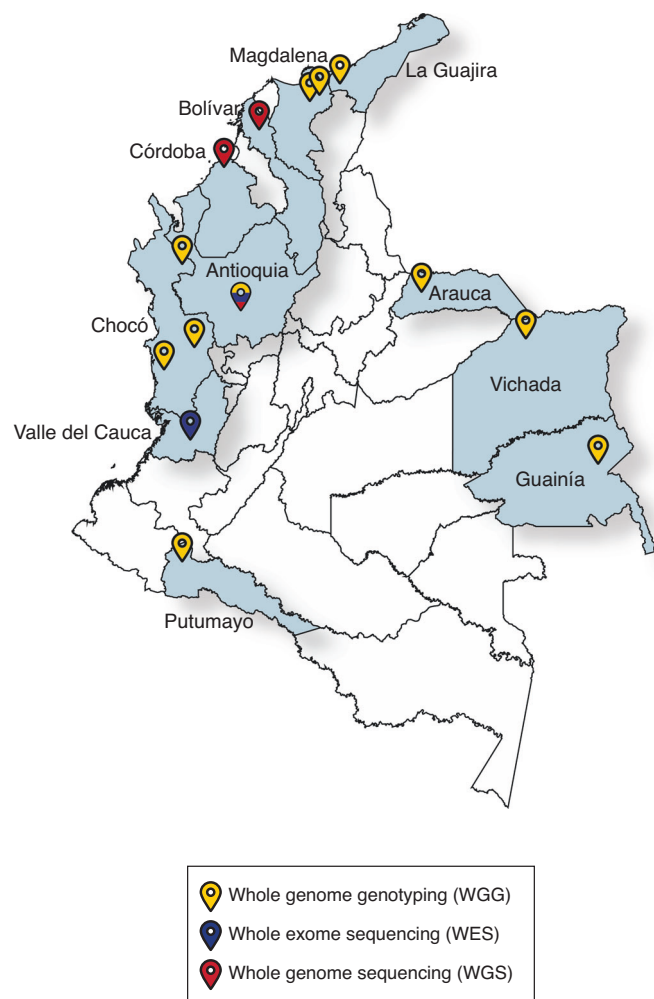 Magdalena
La Guajira
Bolívar
Córdoba
Antioquia
Arauca
Chocó
Vichada
Valle del Cauca
Guainía
Putumayo
Whole genome genotyping (WGG)
Whole exome sequencing (WES)
Whole genome sequencing (WGS)